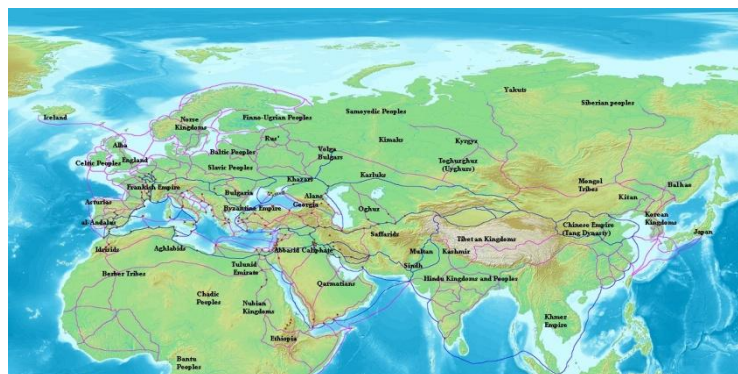 Yakuts
Siberian peoples
Samoyedic Peoples
Iceland
Norse
Kingdoms
Finno-Ugrian Peoples
Alba
Rus'
Kimaks
Kyrgyz
Baltic Peoples
Volga
Bulgars
Celtic Peoples
England
Toghuzghuz
(Uyghurs)
Slavic Peoples
Karluks
Mongol
Tribes
Balhae
Frankish Empire
Khazars
Bulgaria
Alans
Kitan
Asturias
Georgia
Byzantine Empire
Oghuz
Korean
Kingdoms
al-Andalus
Chinese Empire
(Tang Dynasty)
Japan
Saffarids
Tibetan Kingdoms
Idrisids
Aghlabids
Abbasid Caliphate
Multan
Kashmir
Tulunid
Emirate
Sindh
Berber Tribes
Hindu Kingdoms and Peoples
Qarmatians
Chadic
Peoples
Nubian
Kingdoms
Khmer
Empire
Ethiopia
Bantu
Peoples